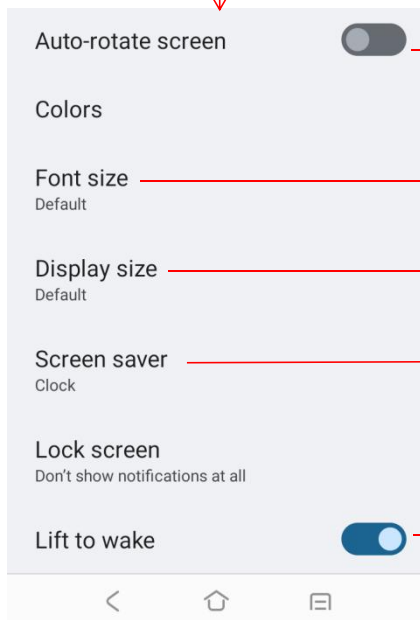 Auto-rotate screen
Colors
Font size
Default
Display size
Default
Screen saver
Clock
Lock screen
Don't show notifications at all
Lift to wake